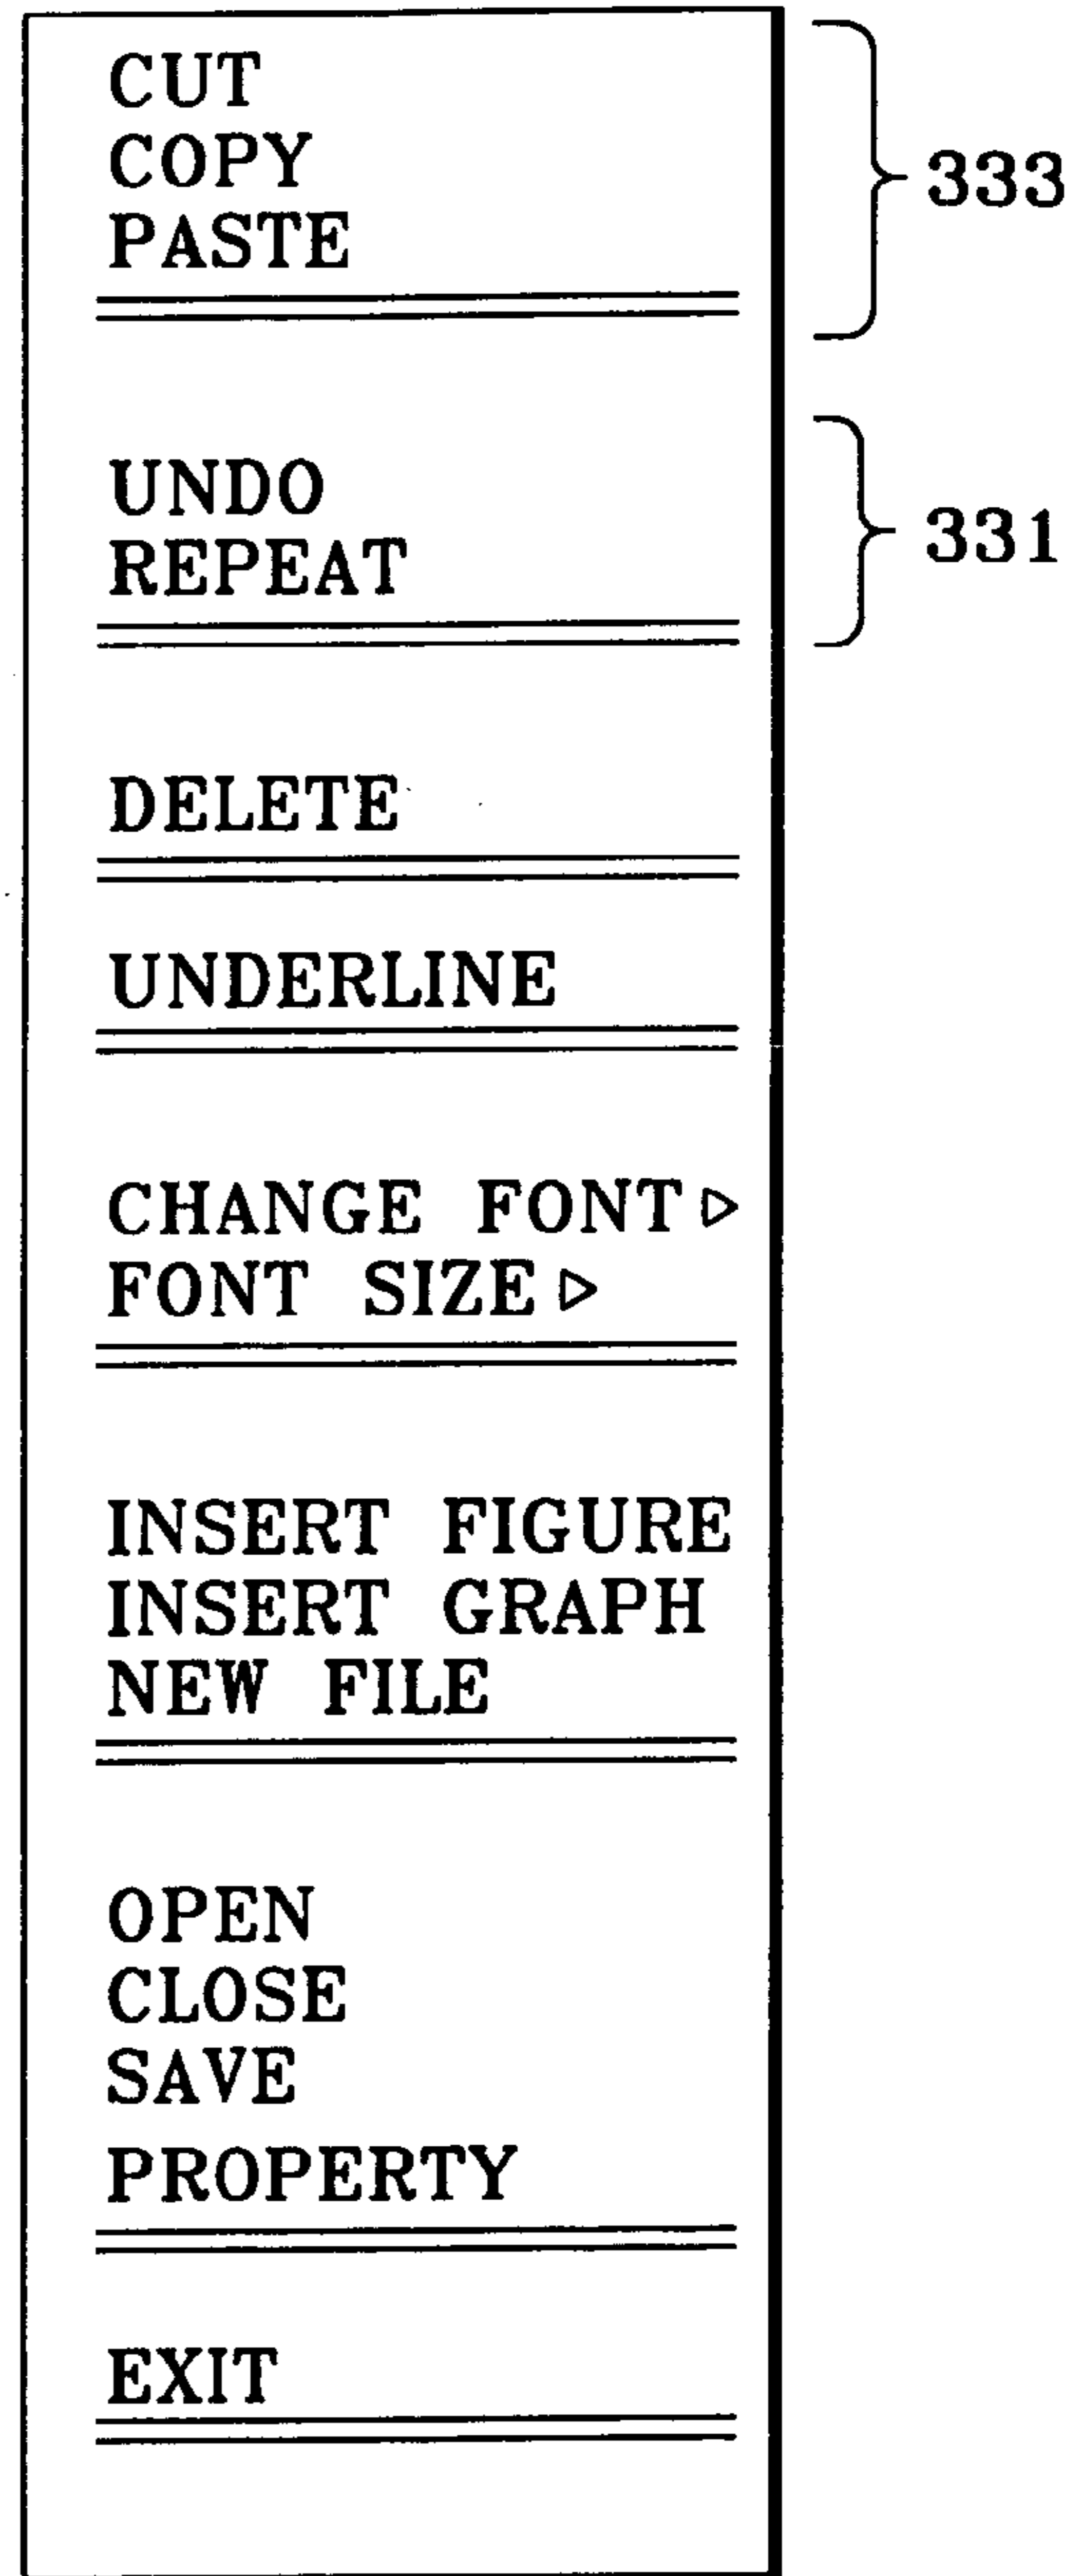 CUT
COPY
PASTE
333
UNDO
REPEAT
331
DELETE
UNDERLINE
CHANGE FONT ▷
FONT SIZE ▷
INSERT FIGURE
INSERT GRAPH
NEW FILE
OPEN
CLOSE
SAVE
PROPERTY
EXIT